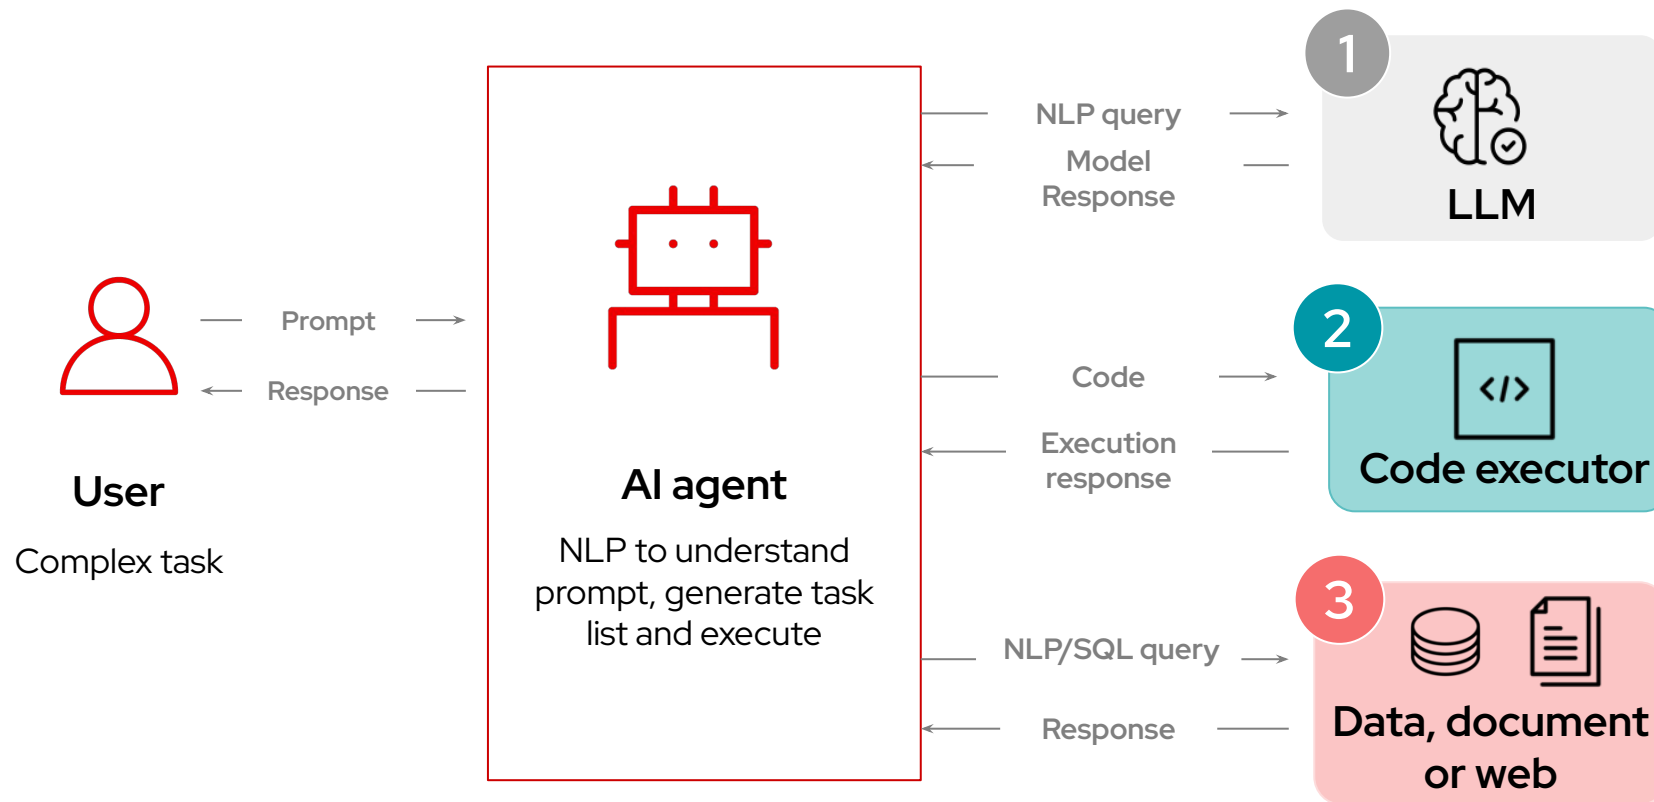 Prompt
Response
User
Complex task
AI agent
NLP to understand
prompt, generate task
list and execute
NLP query
Model
Response
1
LLM
Code
Execution
response
2
</>
Code executor
NLP/SQL query
Response
3
Data, document
or web